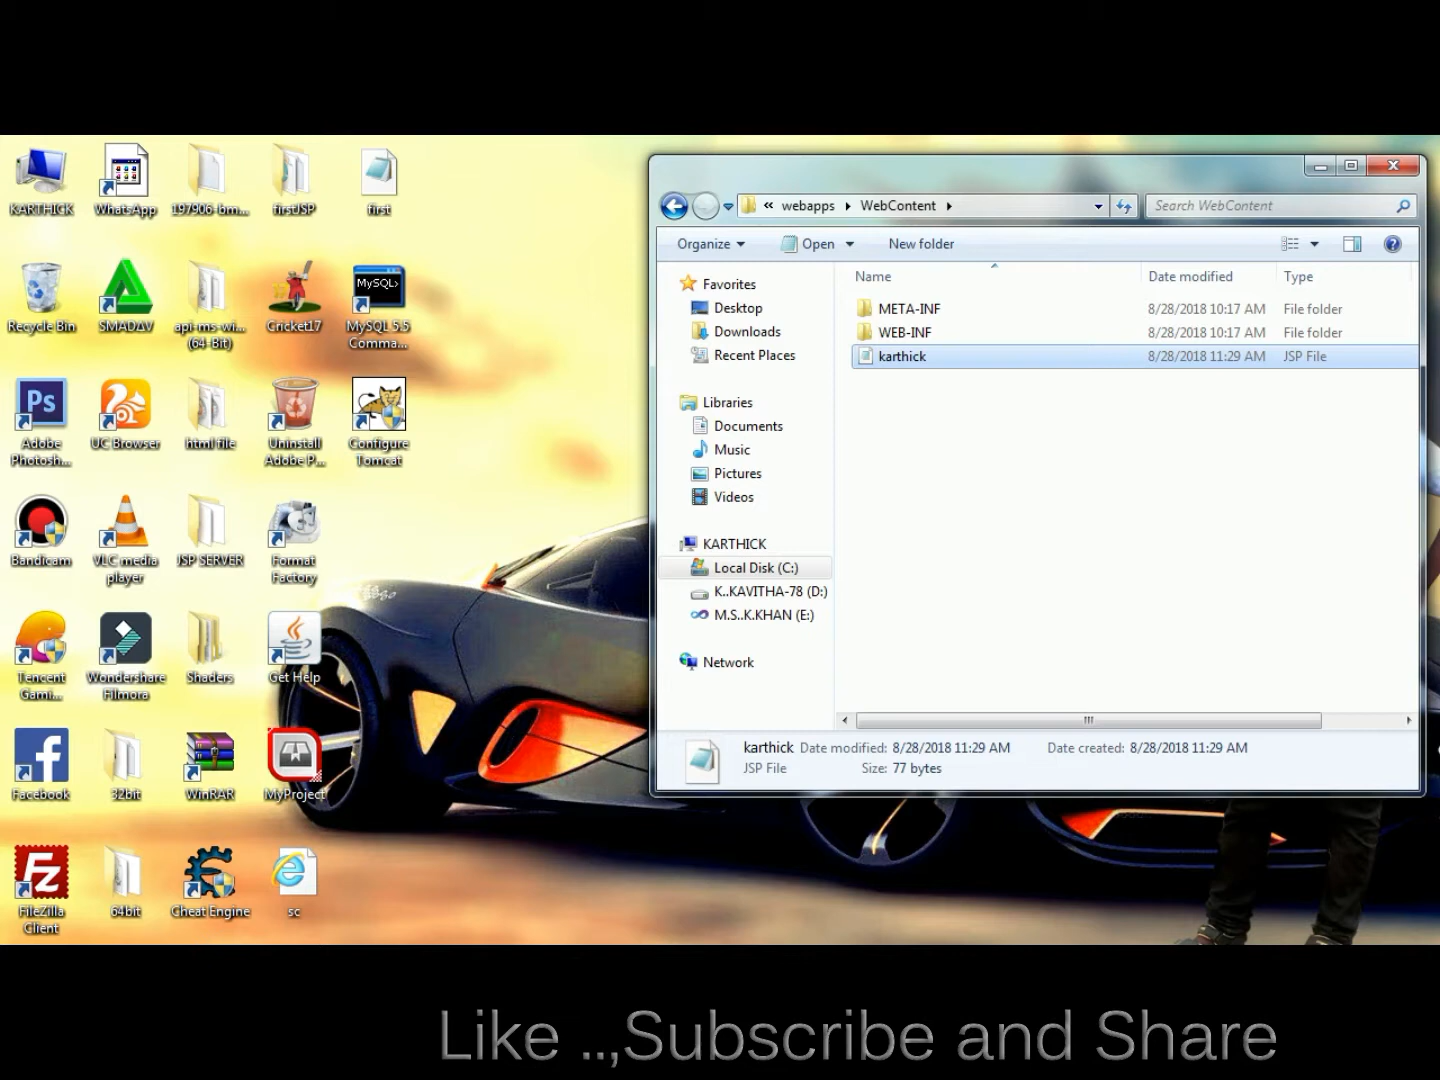 KARTHICK
WhatsApp
197906-bm...
firstJSP
first
Recycle Bin
SMADAV
api-ms-wi...
(64-Bit)
Cricket17
MySQL>
MySQL 5.5
Comma...
Ps
Adobe
Photosh...
UC Browser
html file
Uninstall
Adobe P...
Configure
Tomcat
Bandicam
VLC media
player
JSP SERVER
Format
Factory
Tencent
Gami...
Wondershare
Filmora
Shaders
Get Help
Facebook
32bit
WinRAR
MyProject
FileZilla
Client
64bit
Cheat Engine
sc
« webapps WebContent
Search WebContent
Organize Open New folder
Name Date modified Type
META-INF 8/28/2018 10:17 AM File folder
WEB-INF 8/28/2018 10:17 AM File folder
karthick 8/28/2018 11:29 AM JSP File
Favorites
Desktop
Downloads
Recent Places
Libraries
Documents
Music
Pictures
Videos
KARTHICK
Local Disk (C:)
K..KAVITHA-78 (D:)
M.S..K.KHAN (E:)
Network
karthick Date modified: 8/28/2018 11:29 AM Date created: 8/28/2018 11:29 AM
JSP File Size: 77 bytes
Like ..,Subscribe and Share